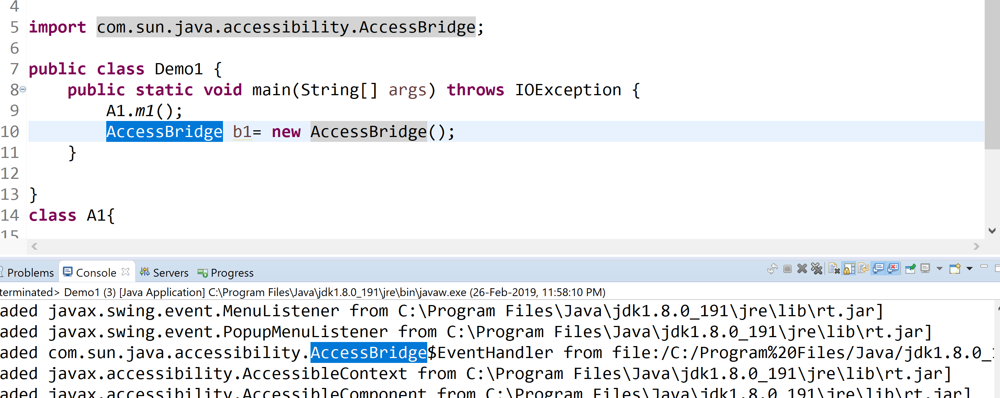 4
5 import com.sun.java.accessibility.AccessBridge;
6
7 public class Demo1 {
8 public static void main(String[] args) throws IOException {
9 A1.m1();
10 AccessBridge b1= new AccessBridge();
11 }
12
13 }
14 class A1{
15
Problems Console Servers Progress
terminated> Demo1 (3) [Java Application] C:\Program Files\Java\jdk1.8.0_191\jre\bin\javaw.exe (26-Feb-2019, 11:58:10 PM)
aded javax.swing.event.MenuListener from C:\Program Files\Java\jdk1.8.0_191\jre\lib\rt.jar]
aded javax.swing.event.PopupMenuListener from C:\Program Files\Java\jdk1.8.0_191\jre\lib\rt.jar]
aded com.sun.java.accessibility.AccessBridge$EventHandler from file:/C:/Program%20Files/Java/jdk1.8.0_1
aded javax.accessibility.AccessibleContext from C:\Program Files\Java\jdk1.8.0_191\jre\lib\rt.jar]
aded javax.accessibility.AccessibleComponent from C:\Program Files\Java\jdk1.8.0_191\jre\lib\rt.jar]